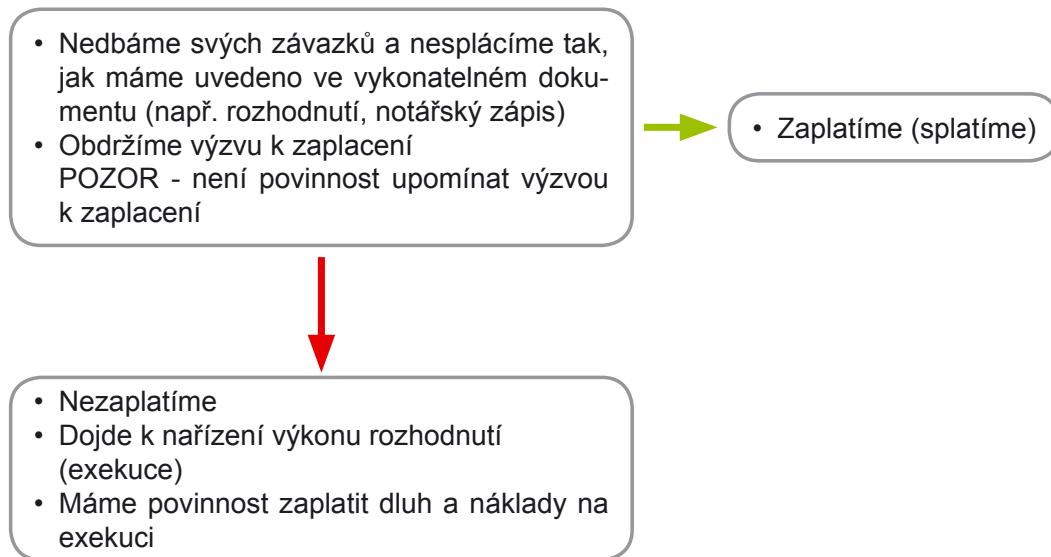 • Nedbáme svých závazků a nesplácíme tak,
jak máme uvedeno ve vykonatelném doku-
mentu (např. rozhodnutí, notářský zápis)
• Obdržíme výzvu k zaplacení
POZOR - není povinnost upomínat výzvou
k zaplacení
• Zaplatíme (splatíme)
• Nezaplatíme
• Dojde k nařízení výkonu rozhodnutí
(exekuce)
• Máme povinnost zaplatit dluh a náklady na
exekuci